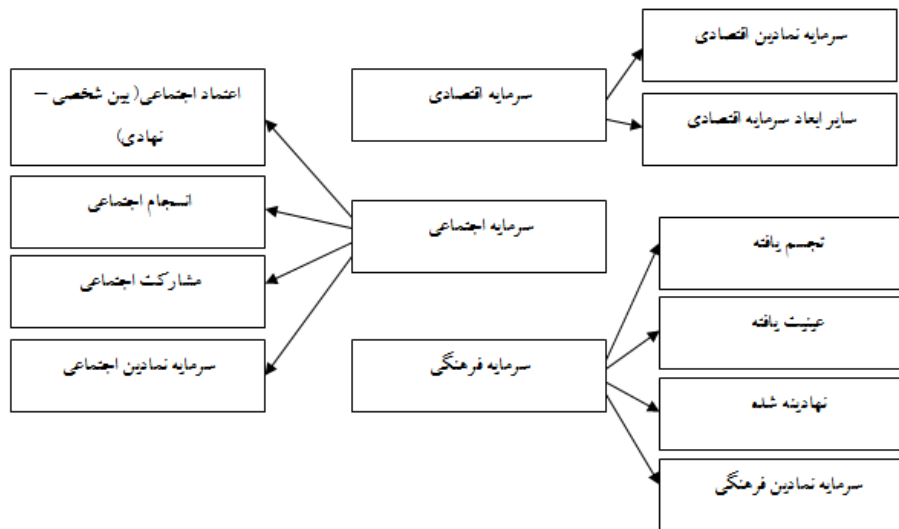 سرمایه نمادین اقتصادی
سرمایه اقتصادی
سایر ابعاد سرمایه اقتصادی
اعتماد اجتماعی( بین شخصی –
نهادی)
انسجام اجتماعی
سرمایه اجتماعی
مشارکت اجتماعی
سرمایه نمادین اجتماعی
تجسم یافته
عینیت یافته
سرمایه فرهنگی
نهادینه شده
سرمایه نمادین فرهنگی